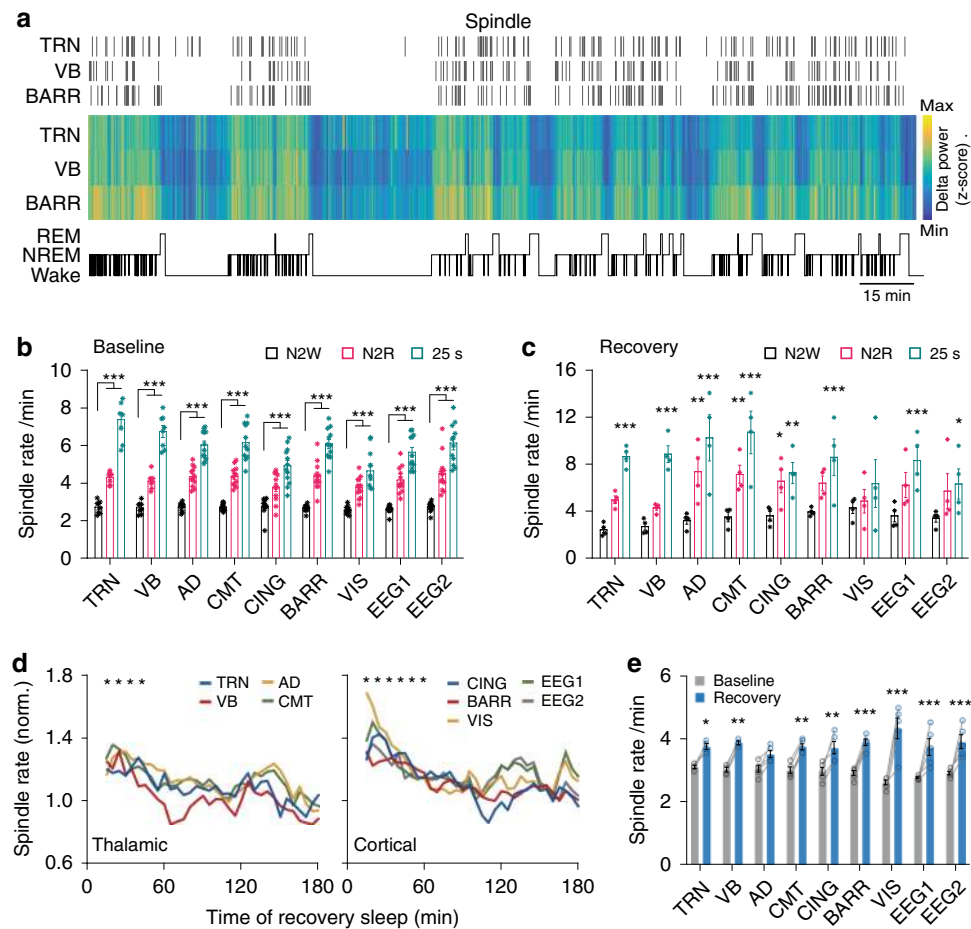 a
Spindle
TRN
VB
BARR
TRN
VB
BARR
Max
Delta power
(z-score) .
Min
REM
NREM
Wake
15 min
b
Baseline
N2W N2R 25 s
Spindle rate /min
10
8
6
4
2
0
*** *** *** *** *** *** *** *** ***
TRN VB AD CMT CING BARR VIS EEG1 EEG2
c
Recovery
N2W N2R 25 s
Spindle rate /min
16
12
8
4
0
*** *** ** *** ** *** * ** *** *** *
TRN VB AD CMT CING BARR VIS EEG1 EEG2
d
Spindle rate (norm.)
1.8
1.4
1.0
0.6
* * * *
TRN AD
VB CMT
Thalamic
0 60 120 180
* * * * * *
CING EEG1
BARR EEG2
VIS
Cortical
0 60 120 180
Time of recovery sleep (min)
e
Baseline
Recovery
Spindle rate /min
6
4
2
0
* ** ** ** *** *** *** ***
TRN VB AD CMT CING BARR VIS EEG1 EEG2